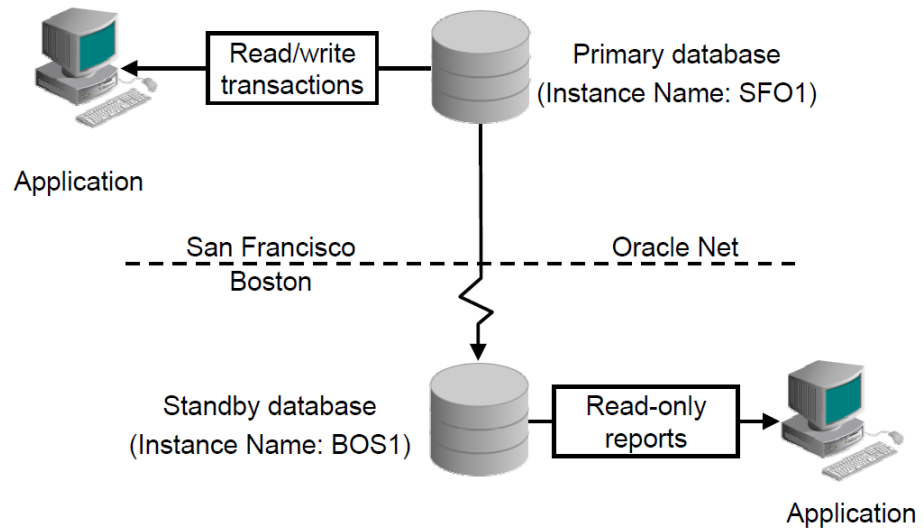 Read/write
transactions
Primary database
(Instance Name: SFO1)
Application
San Francisco
Oracle Net
Boston
Standby database
(Instance Name: BOS1)
Read-only
reports
Application